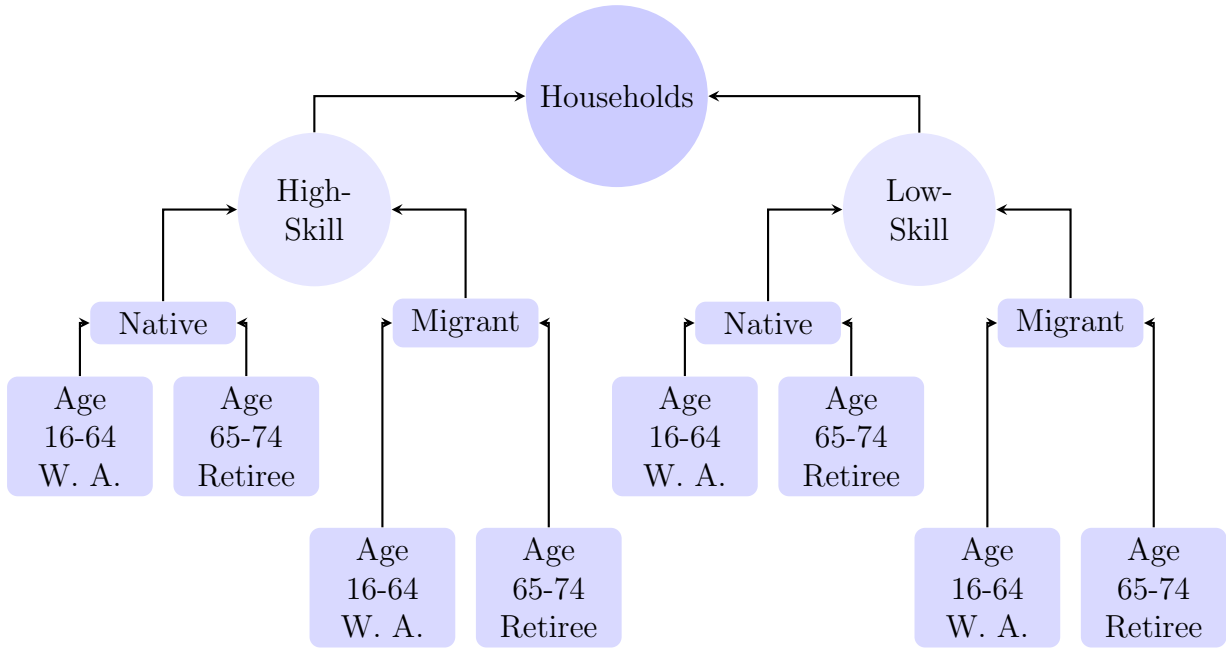 Households
High-
Skill
Low-
Skill
Native
Migrant
Native
Migrant
Age
16-64
W. A.
Age
65-74
Retiree
Age
16-64
W. A.
Age
65-74
Retiree
Age
16-64
W. A.
Age
65-74
Retiree
Age
16-64
W. A.
Age
65-74
Retiree